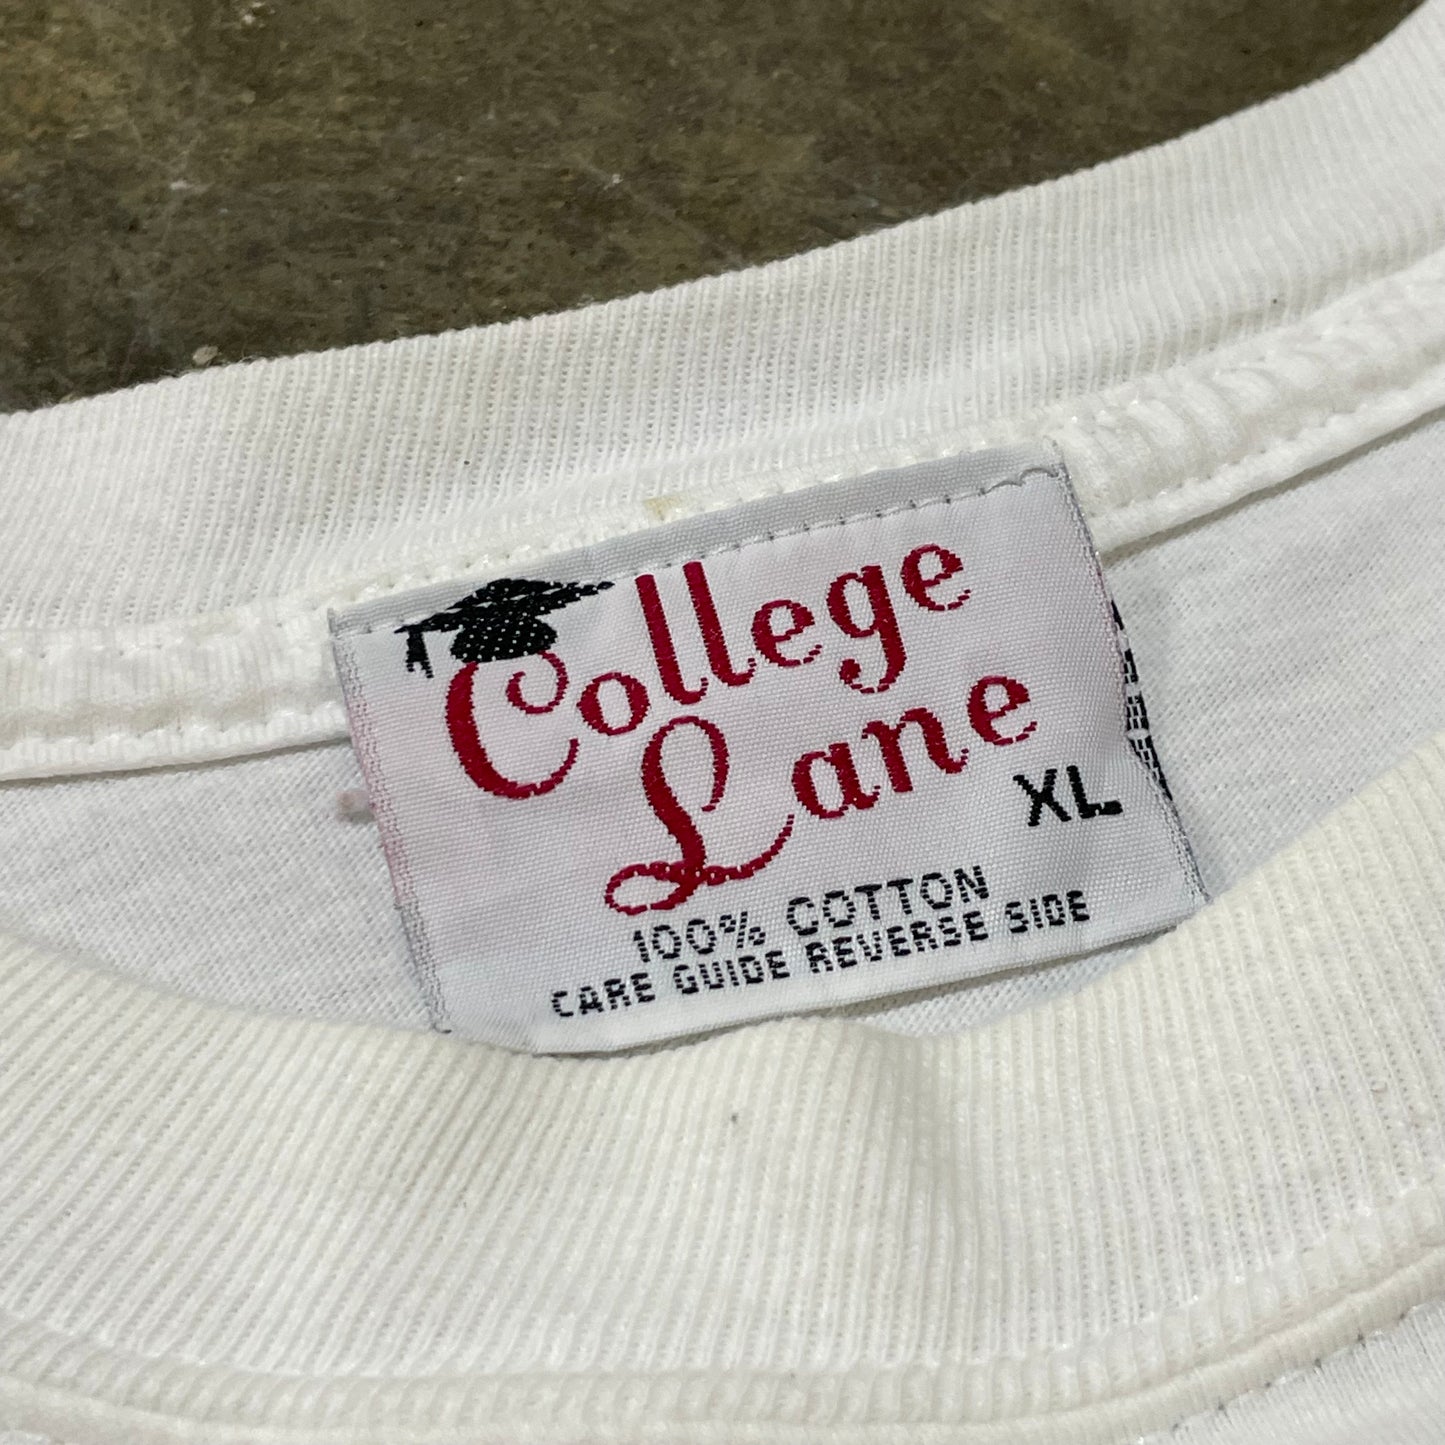 College
Lane
XL
100% COTTON
CARE GUIDE REVERSE SIDE